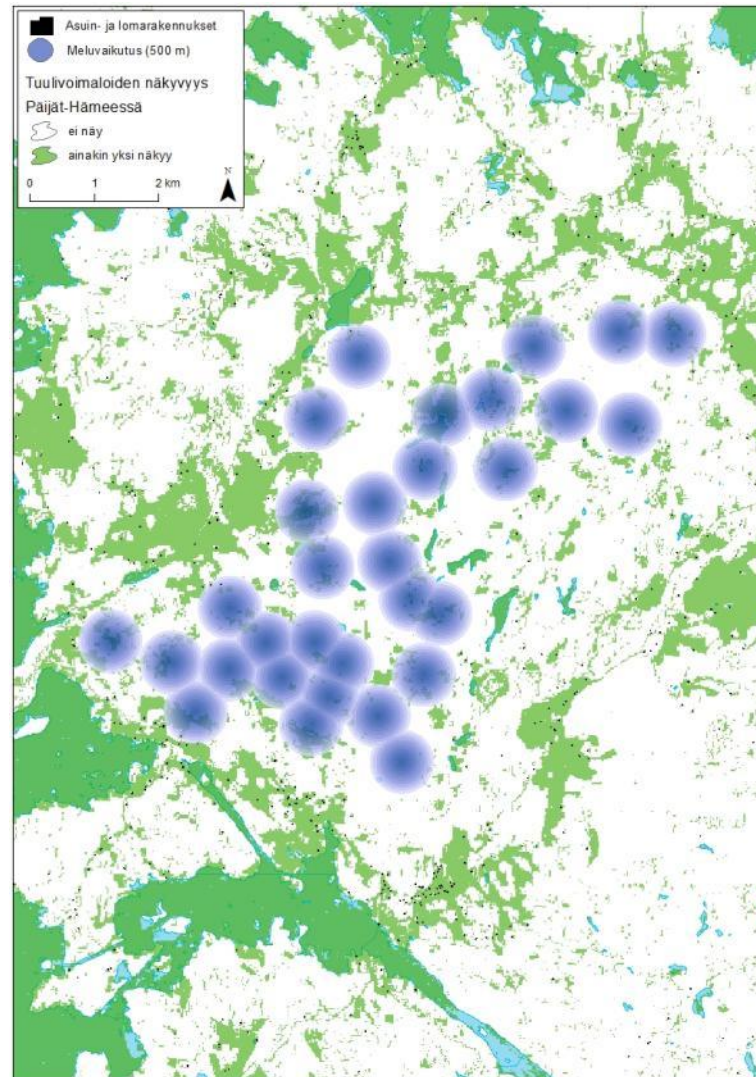 Asuin- ja lomarakennukset
Meluvaikutus (500 m)
Tuulivoimaloiden näkyvyys
Päijät-Hämeessä
ei näy
ainakin yksi näkyy
0 1 2 km
N